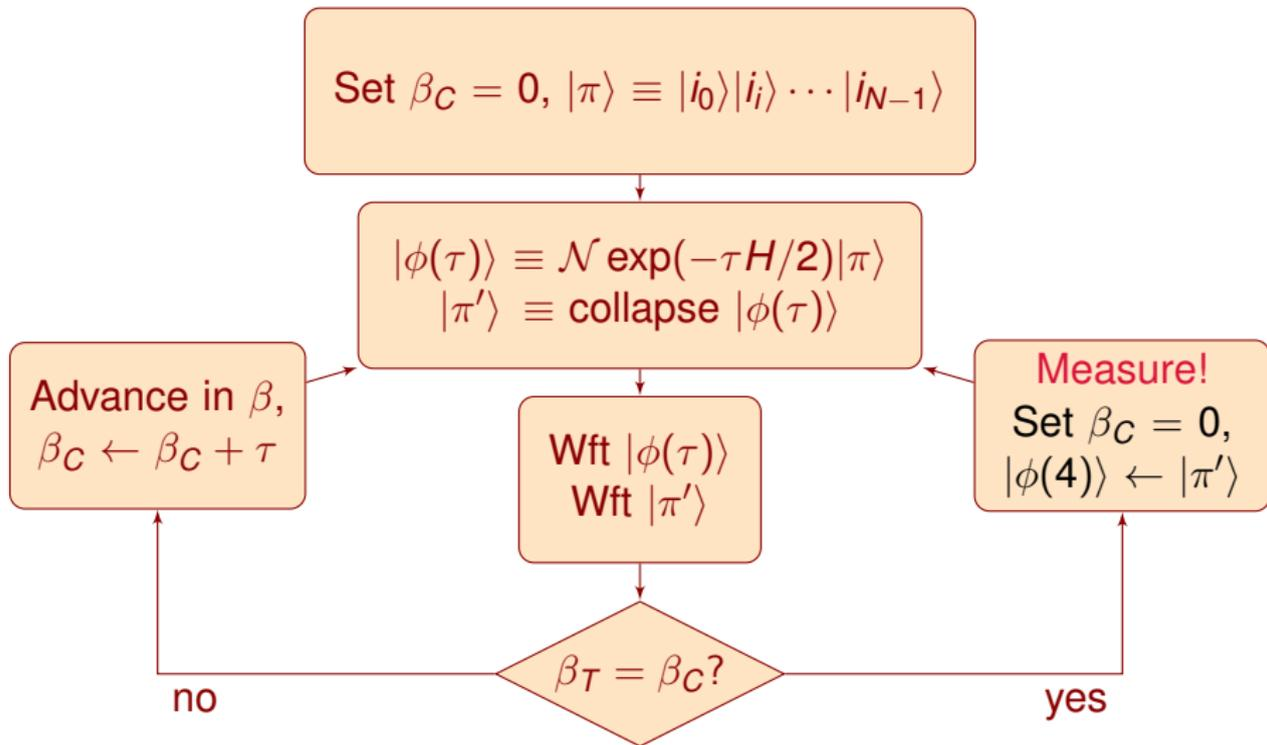 Set β_C = 0, |π⟩ ≡ |i_0⟩|i_i⟩ ⋯ |i_{N−1}⟩
|ϕ(τ)⟩ ≡ 𝒩 exp(−τH/2)|π⟩
|π′⟩ ≡ collapse |ϕ(τ)⟩
Advance in β,
β_C ← β_C + τ
Wft |ϕ(τ)⟩
Wft |π′⟩
Measure!
Set β_C = 0,
|ϕ(4)⟩ ← |π′⟩
β_T = β_C?
no
yes